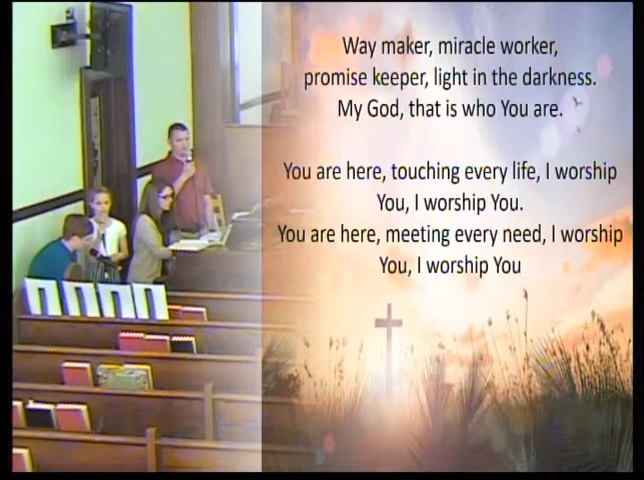 Way maker, miracle worker,
promise keeper, light in the darkness.
My God, that is who You are.
You are here, touching every life, I worship
You, I worship You.
You are here, meeting every need, I worship
You, I worship You